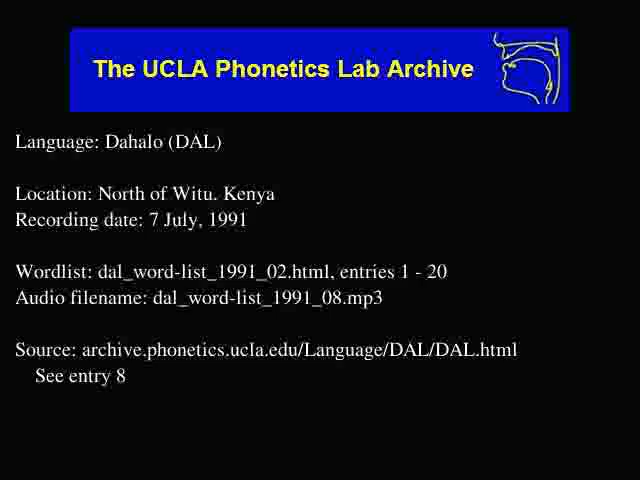 The UCLA Phonetics Lab Archive
Language: Dahalo (DAL)
Location: North of Witu. Kenya
Recording date: 7 July, 1991
Wordlist: dal_word-list_1991_02.html, entries 1 - 20
Audio filename: dal_word-list_1991_08.mp3
Source: archive.phonetics.ucla.edu/Language/DAL/DAL.html
See entry 8